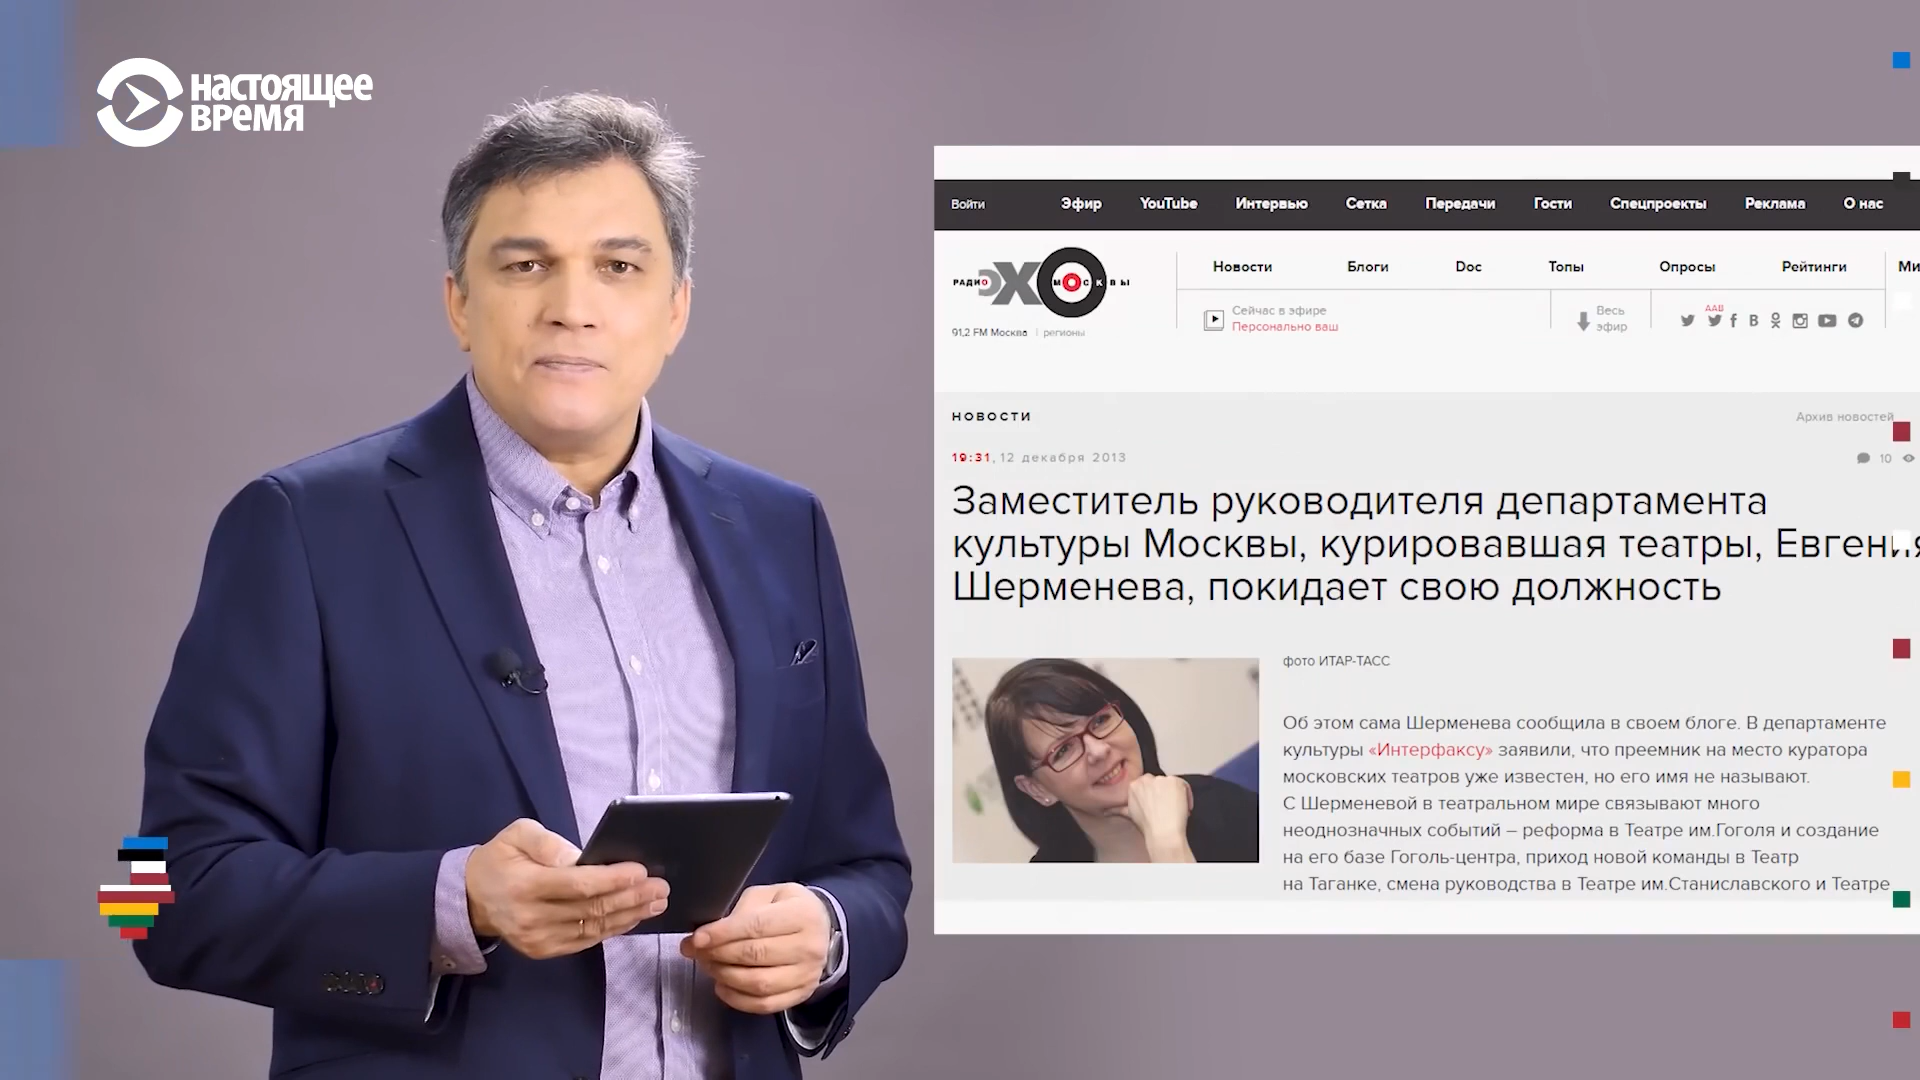 НАСТОЯЩЕЕ
ВРЕМЯ
Войти
Эфир
YouTube
Интервью
Сетка
Передачи
Гости
Спецпроекты
Реклама
О нас
РАДИО ЭХО МОСКВЫ
91,2 FM Москва | регионы
Новости
Блоги
Doc
Топы
Опросы
Рейтинги
Ми
Сейчас в эфире
Персонально ваш
Весь
эфир
ААВ
НОВОСТИ
Архив новостей
19:31, 12 декабря 2013
10
Заместитель руководителя департамента
культуры Москвы, курировавшая театры, Евгения
Шерменева, покидает свою должность
фото ИТАР-ТАСС
Об этом сама Шерменева сообщила в своем блоге. В департаменте
культуры «Интерфаксу» заявили, что преемник на место куратора
московских театров уже известен, но его имя не называют.
С Шерменевой в театральном мире связывают много
неоднозначных событий – реформа в Театре им.Гоголя и создание
на его базе Гоголь-центра, приход новой команды в Театр
на Таганке, смена руководства в Театре им.Станиславского и Театре